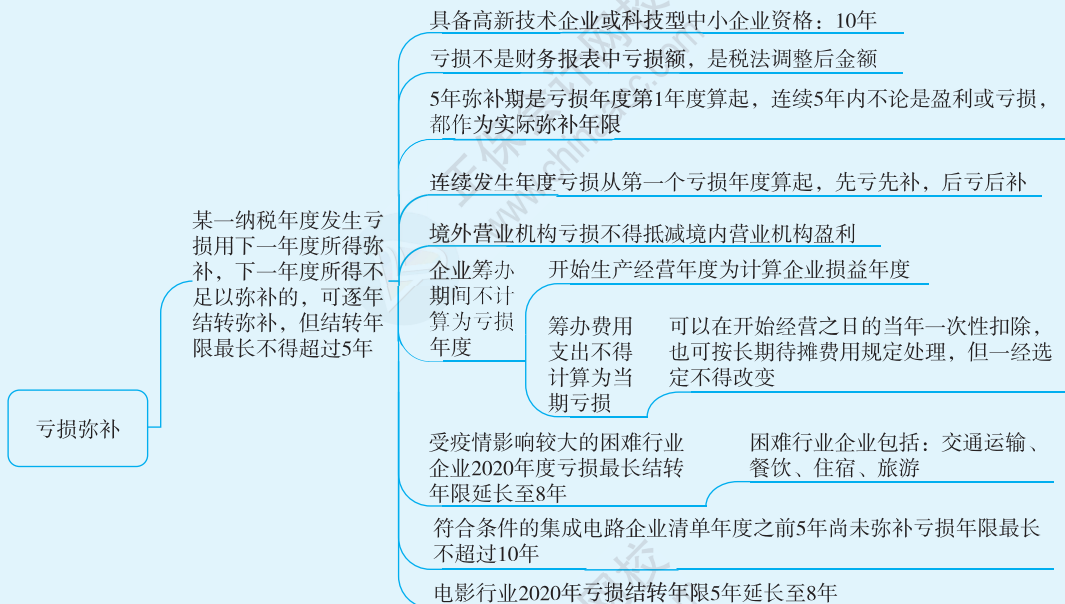 亏损弥补
某一纳税年度发生亏
损用下一年度所得弥
补，下一年度所得不
足以弥补的，可逐年
结转弥补，但结转年
限最长不得超过5年
具备高新技术企业或科技型中小企业资格：10年
亏损不是财务报表中亏损额，是税法调整后金额
5年弥补期是亏损年度第1年度算起，连续5年内不论是盈利或亏损，
都作为实际弥补年限
连续发生年度亏损从第一个亏损年度算起，先亏先补，后亏后补
境外营业机构亏损不得抵减境内营业机构盈利
企业筹办
期间不计
算为亏损
年度
开始生产经营年度为计算企业损益年度
筹办费用
支出不得
计算为当
期亏损
可以在开始经营之日的当年一次性扣除，
也可按长期待摊费用规定处理，但一经选
定不得改变
受疫情影响较大的困难行业
企业2020年度亏损最长结转
年限延长至8年
困难行业企业包括：交通运输、
餐饮、住宿、旅游
符合条件的集成电路企业清单年度之前5年尚未弥补亏损年限最长
不超过10年
电影行业2020年亏损结转年限5年延长至8年
正保会计网校